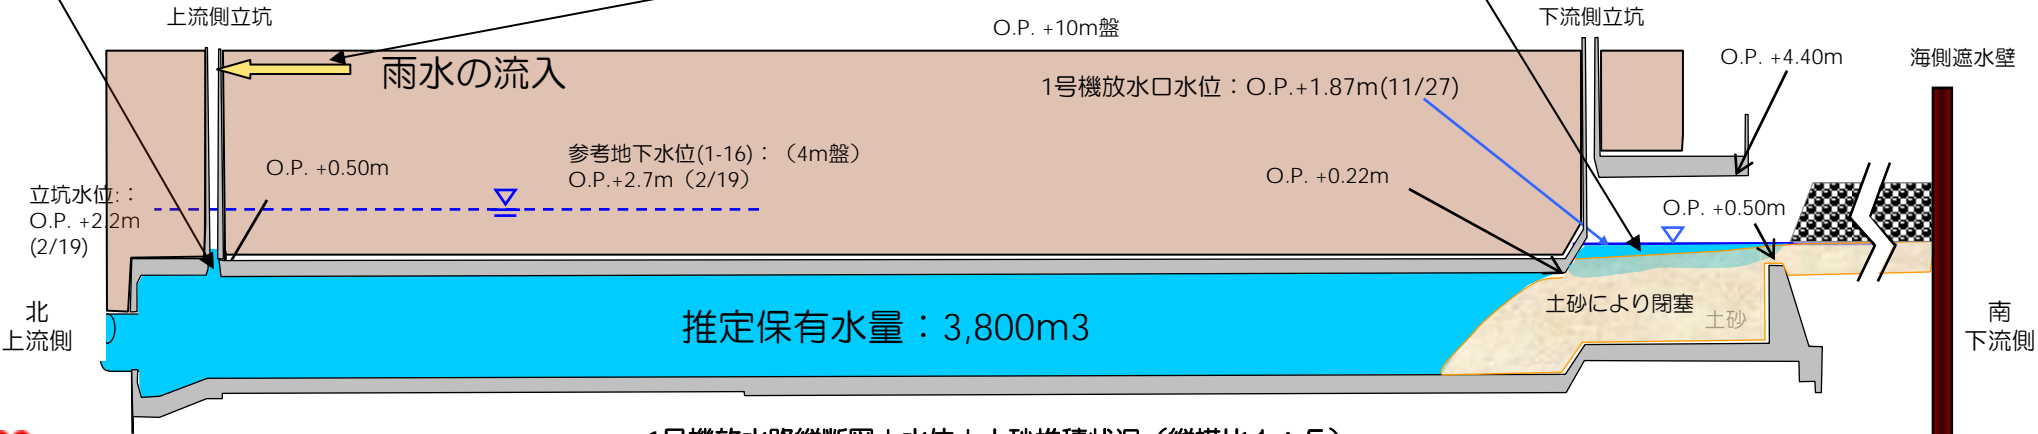 上流側立坑
下流側立坑
O.P. +10m盤
O.P. +4.40m
海側遮水壁
雨水の流入
1号機放水口水位：O.P.+1.87m(11/27)
参考地下水位(1-16)：（4m盤）
O.P.+2.7m（2/19）
O.P. +0.50m
O.P. +0.22m
立坑水位:：
O.P. +2.2m
(2/19)
O.P. +0.50m
北
上流側
推定保有水量：3,800m3
土砂により閉塞
土砂
南
下流側